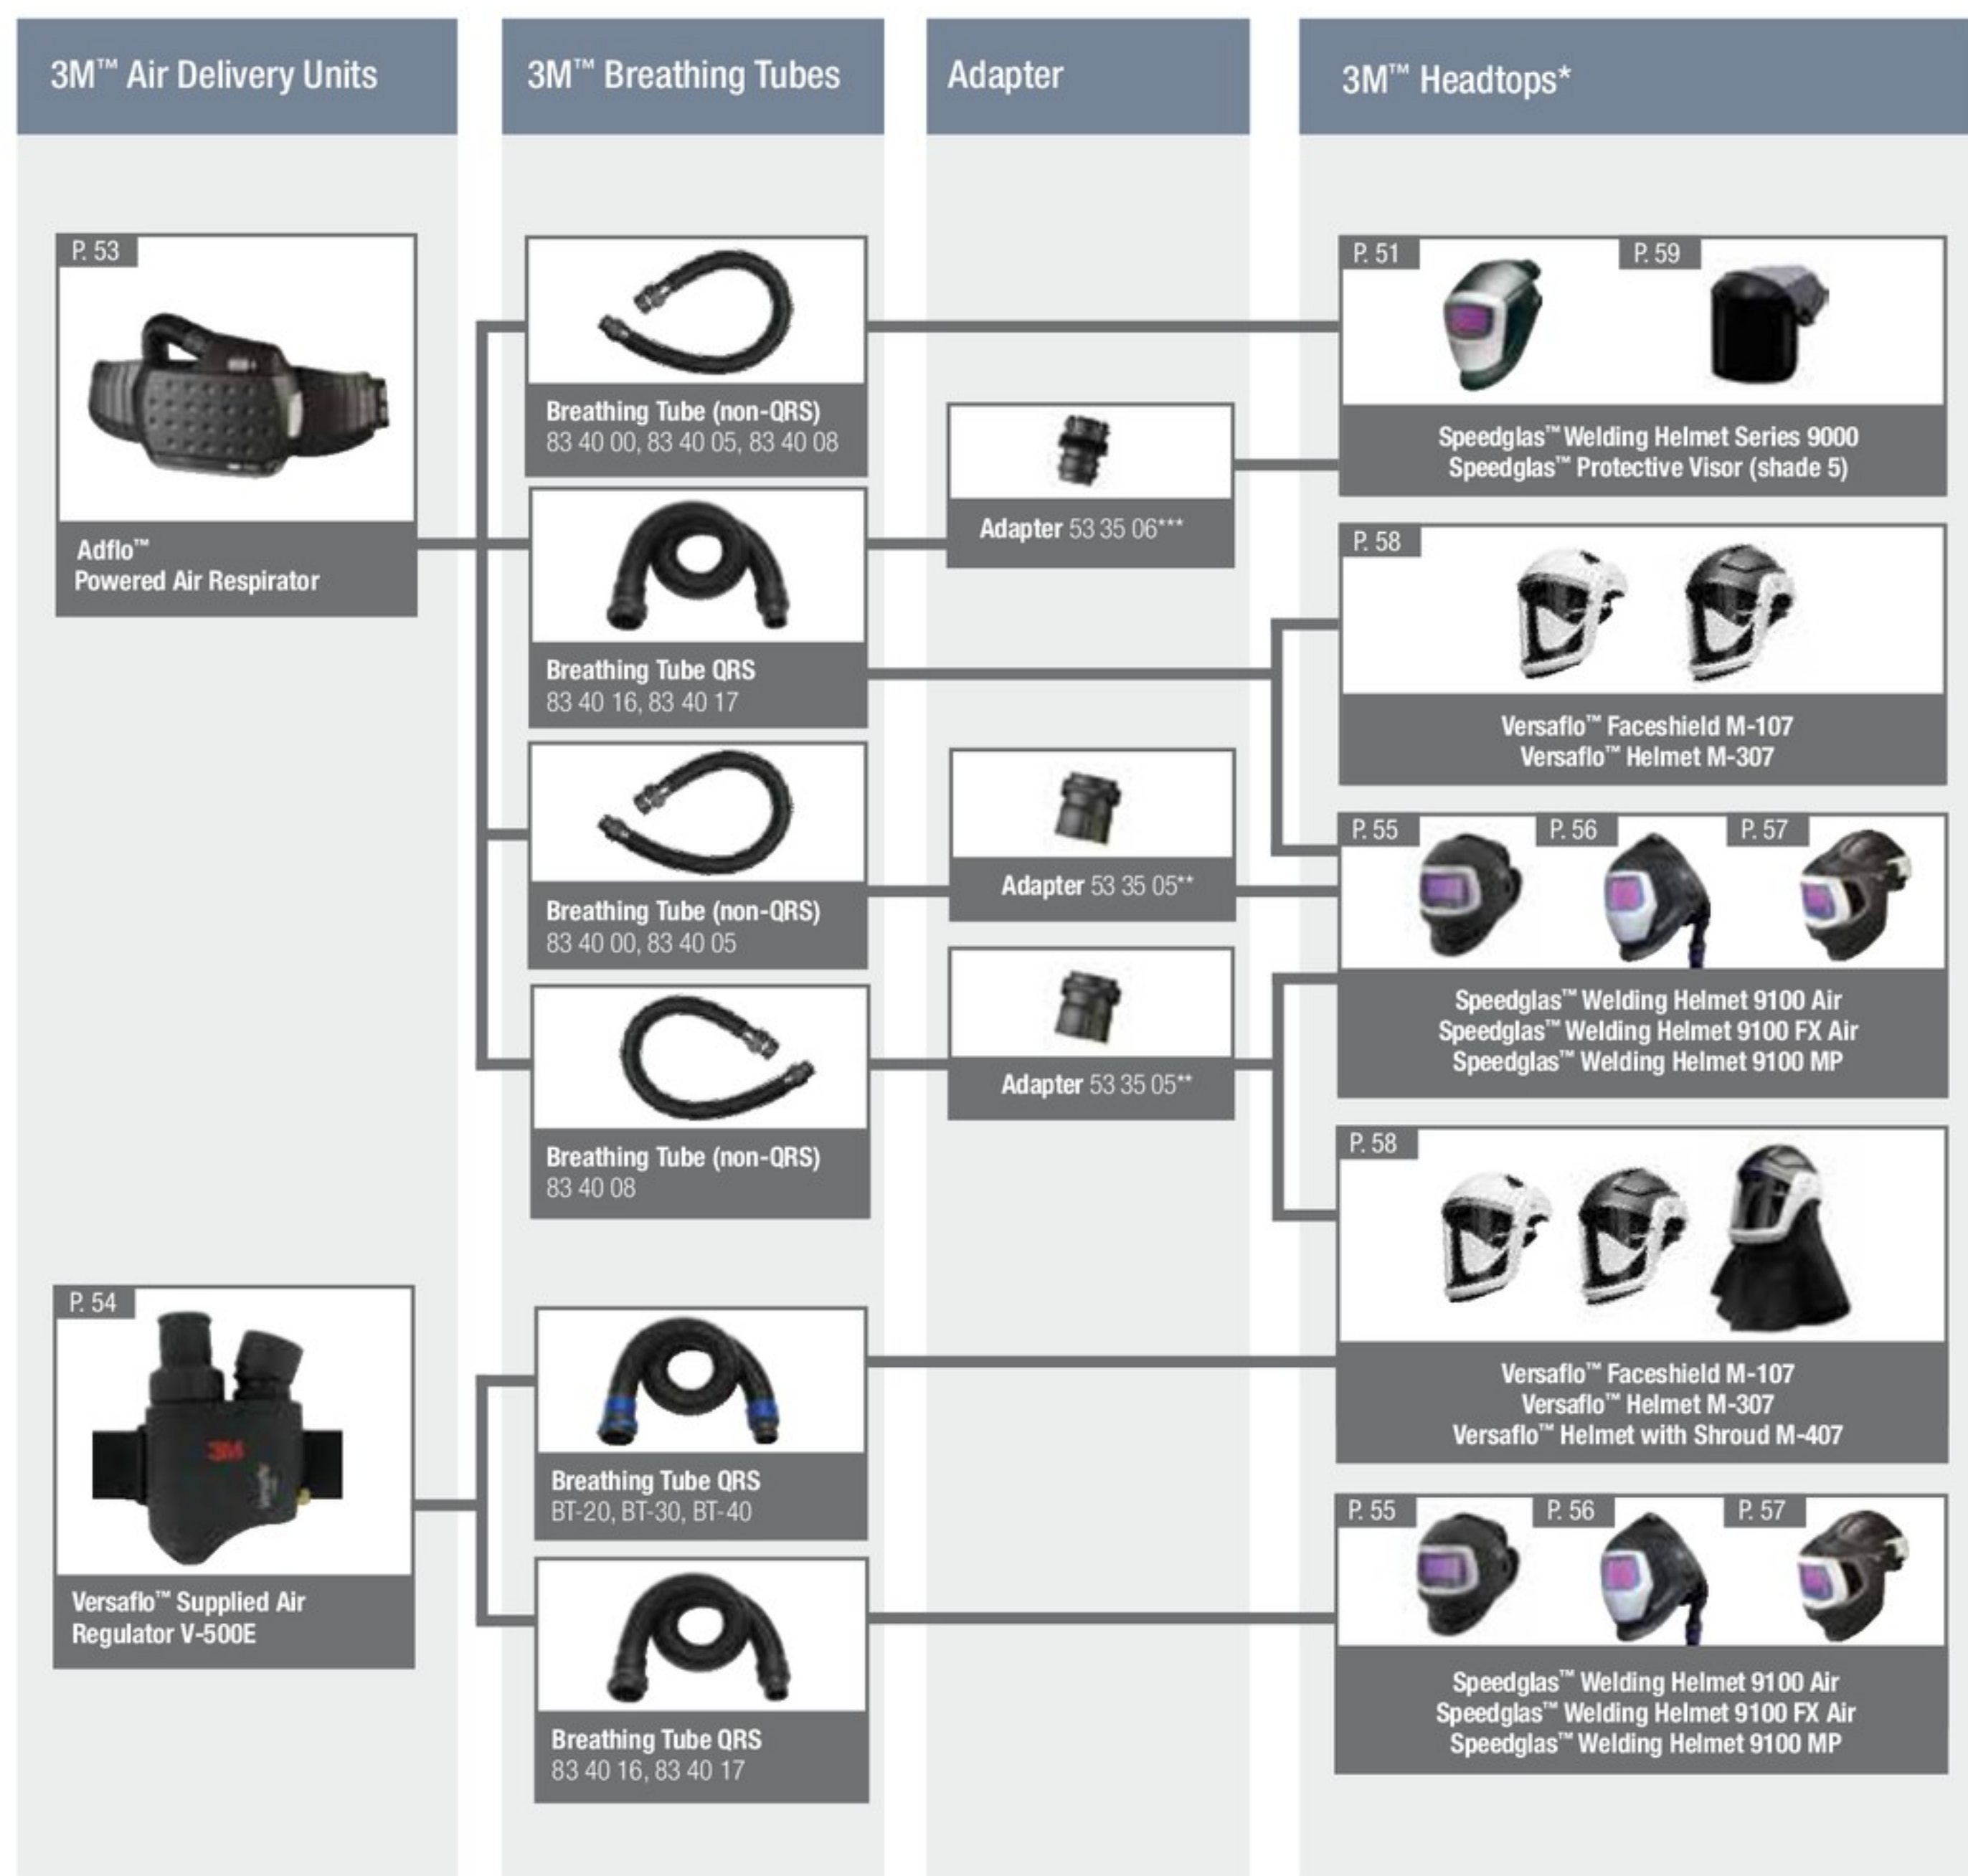 3M™ Air Delivery Units
3M™ Breathing Tubes
Adapter
3M™ Headtops*
P. 53
Adflo™
Powered Air Respirator
Breathing Tube (non-QRS)
83 40 00, 83 40 05, 83 40 08
Breathing Tube QRS
83 40 16, 83 40 17
Breathing Tube (non-QRS)
83 40 00, 83 40 05
Breathing Tube (non-QRS)
83 40 08
Adapter 53 35 06***
Adapter 53 35 05**
Adapter 53 35 05**
P. 51
P. 59
Speedglas™ Welding Helmet Series 9000
Speedglas™ Protective Visor (shade 5)
P. 58
Versaflo™ Faceshield M-107
Versaflo™ Helmet M-307
P. 55
P. 56
P. 57
Speedglas™ Welding Helmet 9100 Air
Speedglas™ Welding Helmet 9100 FX Air
Speedglas™ Welding Helmet 9100 MP
P. 58
Versaflo™ Faceshield M-107
Versaflo™ Helmet M-307
Versaflo™ Helmet with Shroud M-407
P. 54
3M
Versaflo™ Supplied Air
Regulator V-500E
Breathing Tube QRS
BT-20, BT-30, BT-40
Breathing Tube QRS
83 40 16, 83 40 17
P. 55
P. 56
P. 57
Speedglas™ Welding Helmet 9100 Air
Speedglas™ Welding Helmet 9100 FX Air
Speedglas™ Welding Helmet 9100 MP